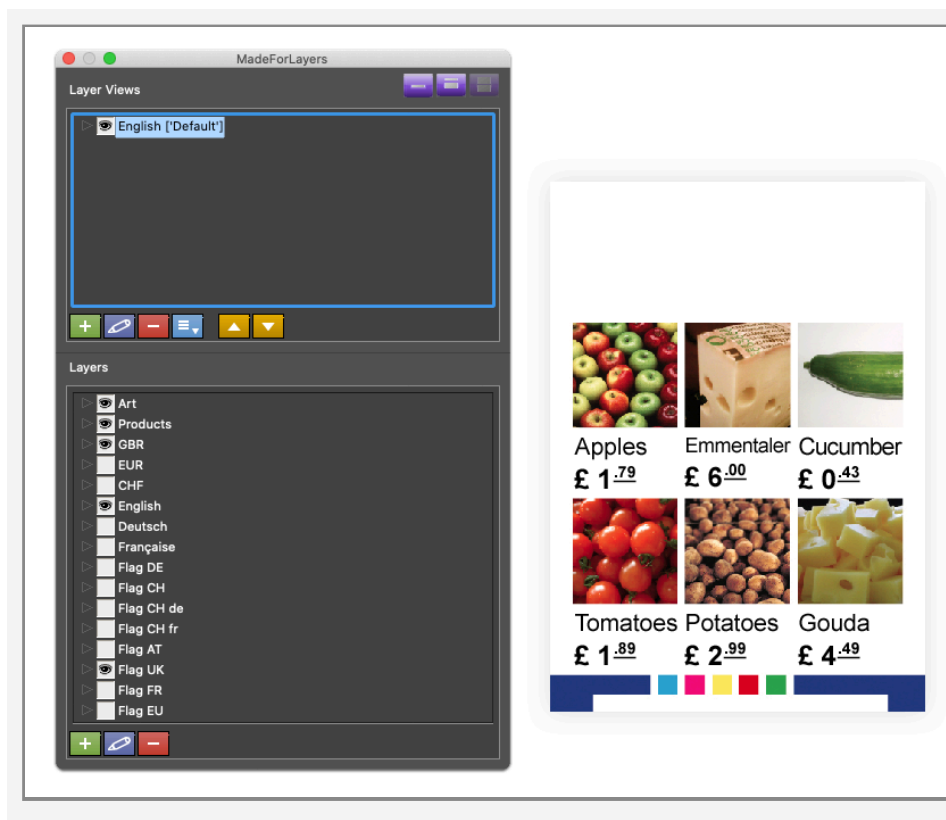 MadeForLayers
Layer Views
English ['Default']
Layers
Art
Products
GBR
EUR
CHF
English
Deutsch
Française
Flag DE
Flag CH
Flag CH de
Flag CH fr
Flag AT
Flag UK
Flag FR
Flag EU
Apples Emmentaler Cucumber
£ 1.79 £ 6.00 £ 0.43
Tomatoes Potatoes Gouda
£ 1.89 £ 2.99 £ 4.49